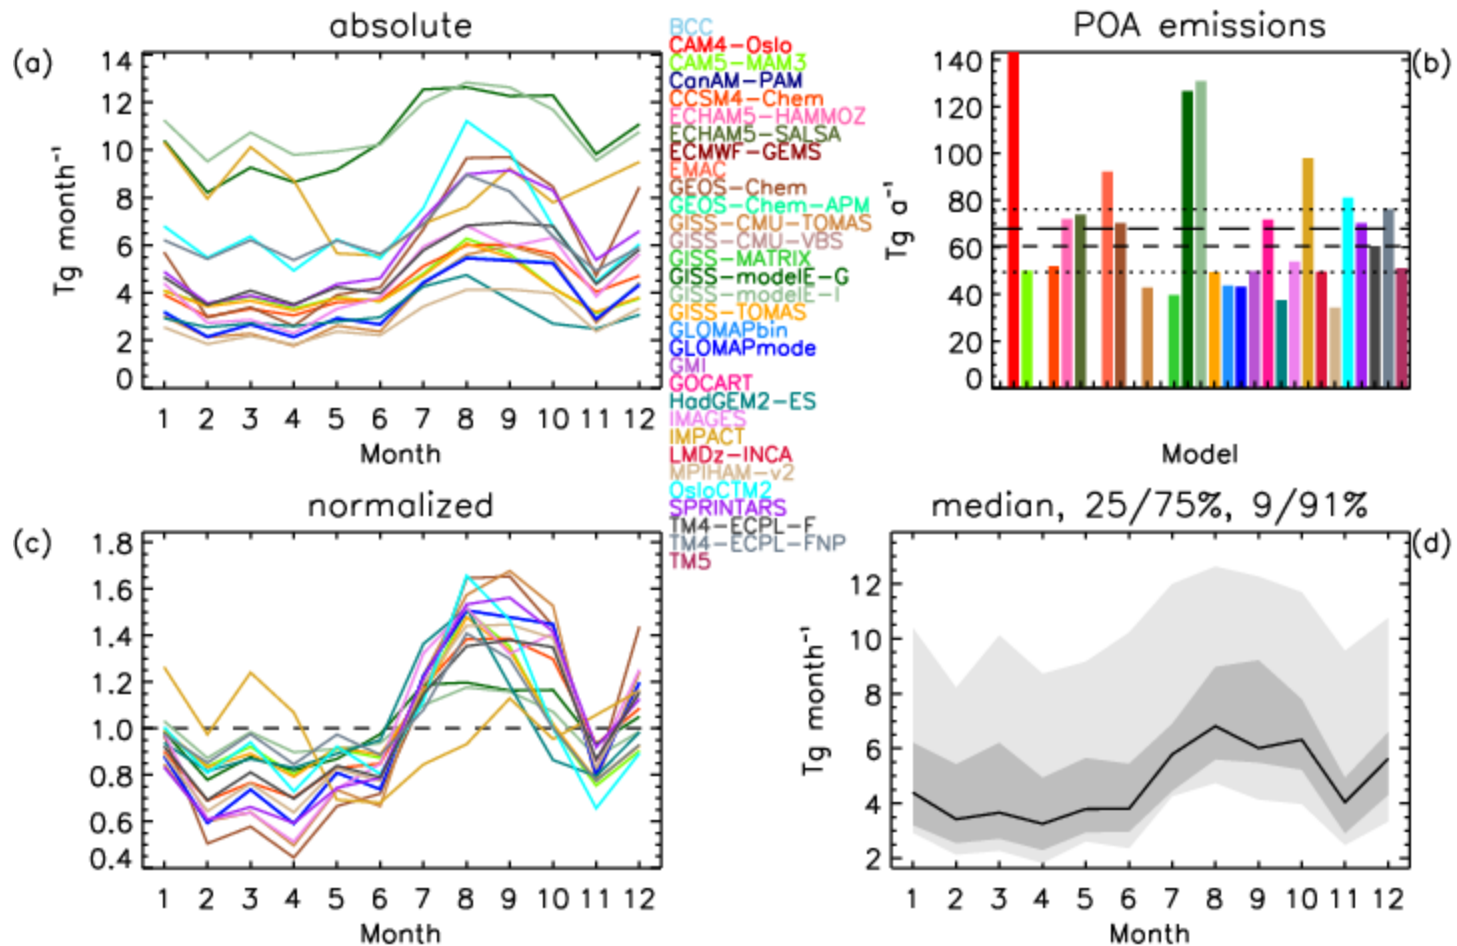 absolute
(a)
Tg month⁻¹
14
12
10
8
6
4
2
0
1 2 3 4 5 6 7 8 9 10 11 12
Month
BCC
CAM4-Oslo
CAM5-MAM3
CanAM-PAM
CCSM4-Chem
ECHAM5-HAMMOZ
ECHAM5-SALSA
ECMWF-GEMS
EMAC
GEOS-Chem
GEOS-Chem-APM
GISS-CMU-TOMAS
GISS-CMU-VBS
GISS-MATRIX
GISS-modelE-G
GISS-modelE-I
GISS-TOMAS
GLOMAPbin
GLOMAPmode
GMI
GOCART
HadGEM2-ES
IMAGES
IMPACT
LMDz-INCA
MPIHAM-v2
OsloCTM2
SPRINTARS
TM4-ECPL-F
TM4-ECPL-FNP
TM5
POA emissions
(b)
Tg a⁻¹
140
120
100
80
60
40
20
0
Model
normalized
(c)
1.8
1.6
1.4
1.2
1.0
0.8
0.6
0.4
1 2 3 4 5 6 7 8 9 10 11 12
Month
median, 25/75%, 9/91%
(d)
Tg month⁻¹
12
10
8
6
4
2
1 2 3 4 5 6 7 8 9 10 11 12
Month